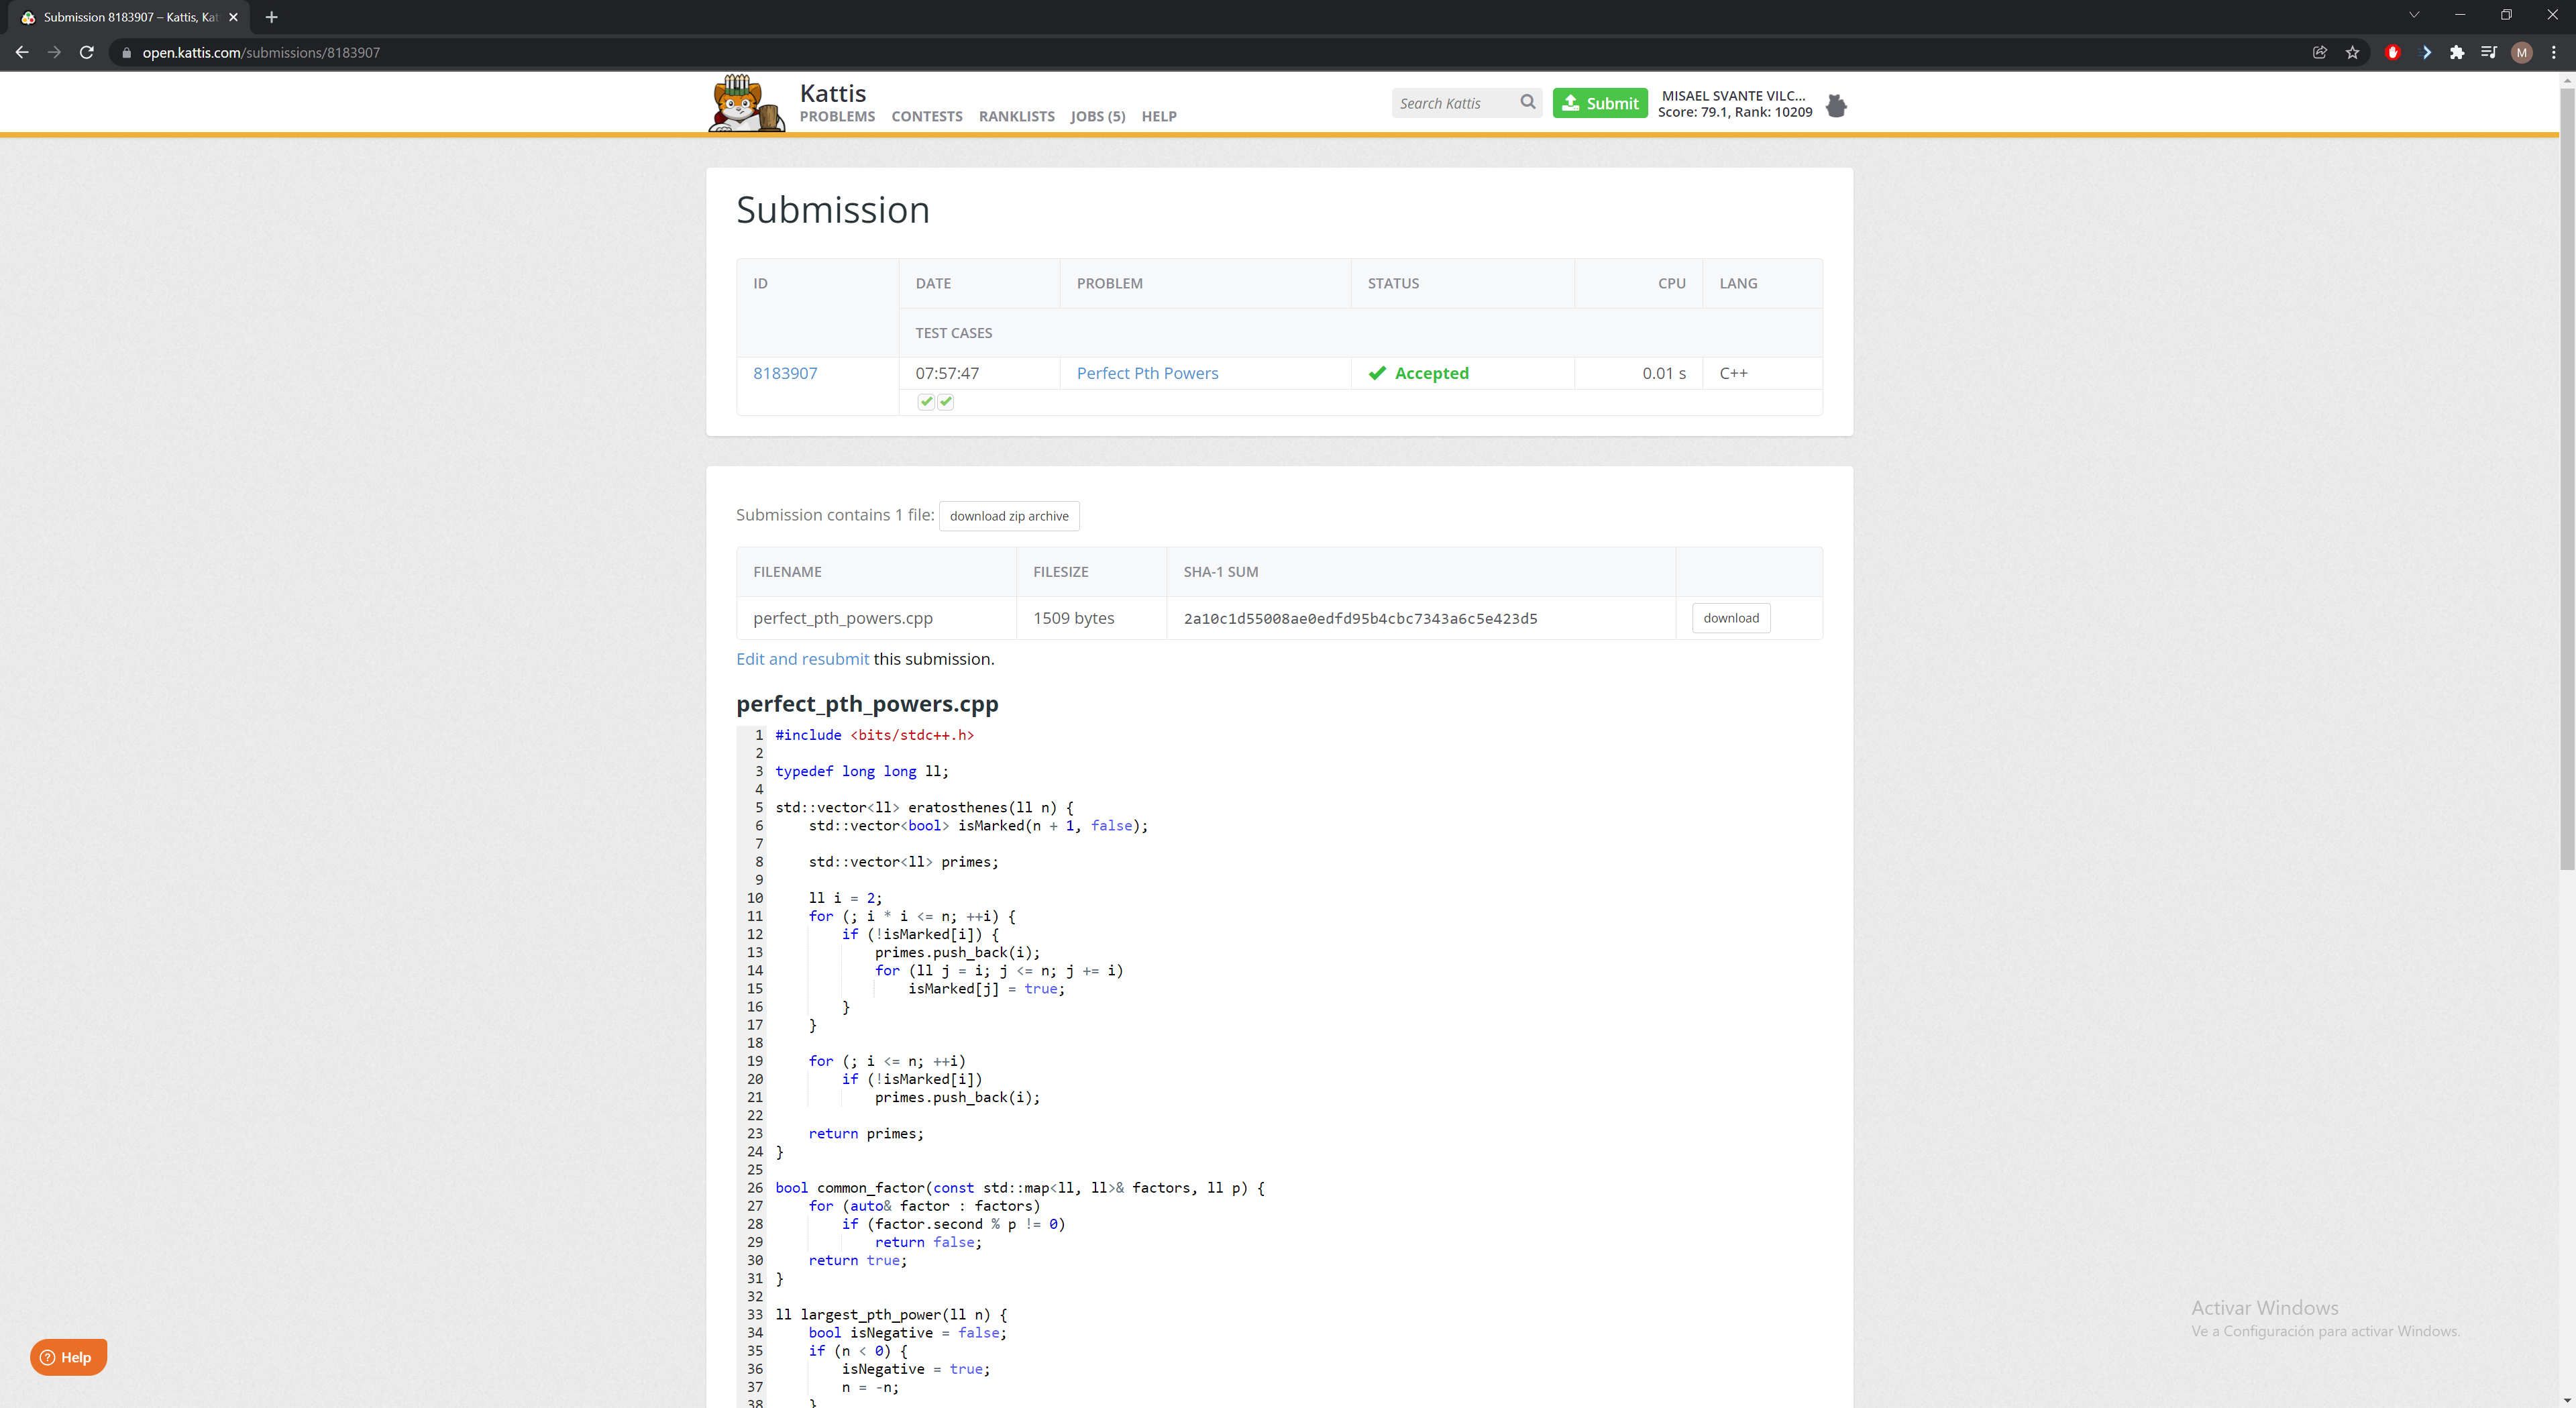 Submission 8183907 – Kattis, Kat
open.kattis.com/submissions/8183907
M
Kattis
PROBLEMS CONTESTS RANKLISTS JOBS (5) HELP
Search Kattis
Submit
MISAEL SVANTE VILC...
Score: 79.1, Rank: 10209
Submission
ID DATE PROBLEM STATUS CPU LANG
TEST CASES
8183907 07:57:47 Perfect Pth Powers Accepted 0.01 s C++
Submission contains 1 file: download zip archive
FILENAME FILESIZE SHA-1 SUM
perfect_pth_powers.cpp 1509 bytes 2a10c1d55008ae0edfd95b4cbc7343a6c5e423d5 download
Edit and resubmit this submission.
perfect_pth_powers.cpp
1 #include <bits/stdc++.h>
2
3 typedef long long ll;
4
5 std::vector<ll> eratosthenes(ll n) {
6     std::vector<bool> isMarked(n + 1, false);
7
8     std::vector<ll> primes;
9
10     ll i = 2;
11     for (; i * i <= n; ++i) {
12         if (!isMarked[i]) {
13             primes.push_back(i);
14             for (ll j = i; j <= n; j += i)
15                 isMarked[j] = true;
16         }
17     }
18
19     for (; i <= n; ++i)
20         if (!isMarked[i])
21             primes.push_back(i);
22
23     return primes;
24 }
25
26 bool common_factor(const std::map<ll, ll>& factors, ll p) {
27     for (auto& factor : factors)
28         if (factor.second % p != 0)
29             return false;
30     return true;
31 }
32
33 ll largest_pth_power(ll n) {
34     bool isNegative = false;
35     if (n < 0) {
36         isNegative = true;
37         n = -n;
38     }
Help
Activar Windows
Ve a Configuración para activar Windows.